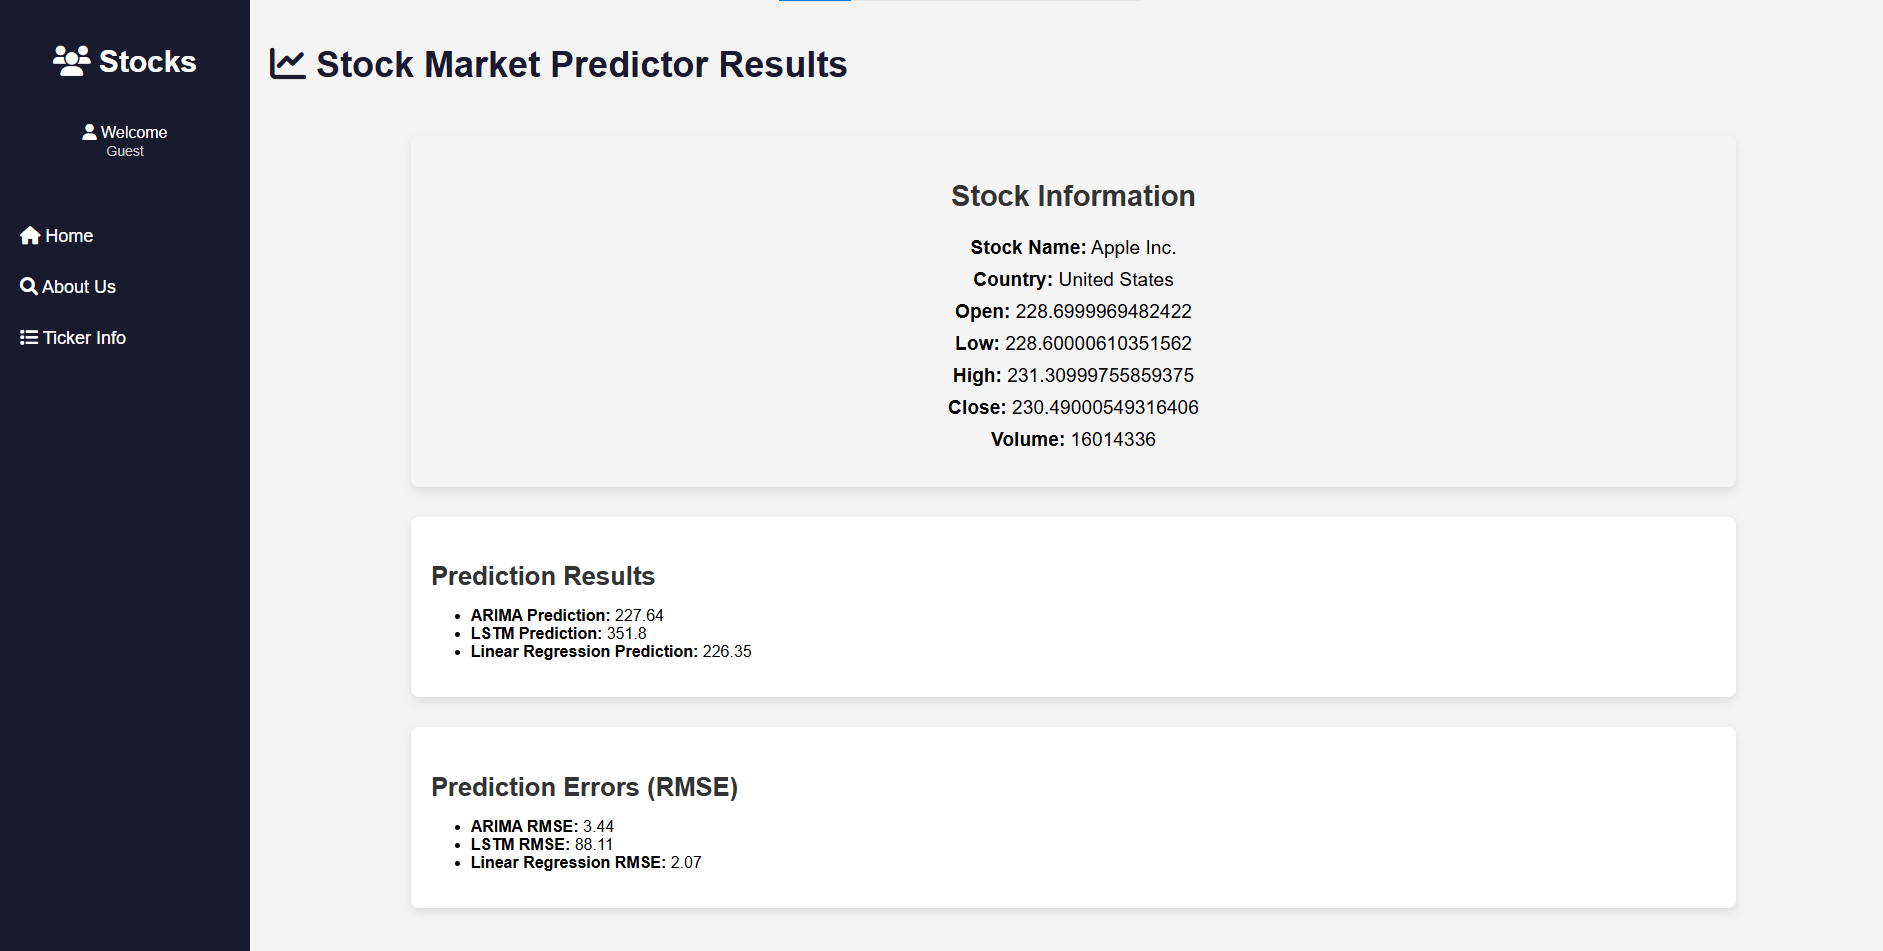 Stocks
Welcome
Guest
Home
About Us
Ticker Info
Stock Market Predictor Results
Stock Information
Stock Name: Apple Inc.
Country: United States
Open: 228.6999969482422
Low: 228.60000610351562
High: 231.30999755859375
Close: 230.49000549316406
Volume: 16014336
Prediction Results
• ARIMA Prediction: 227.64
• LSTM Prediction: 351.8
• Linear Regression Prediction: 226.35
Prediction Errors (RMSE)
• ARIMA RMSE: 3.44
• LSTM RMSE: 88.11
• Linear Regression RMSE: 2.07